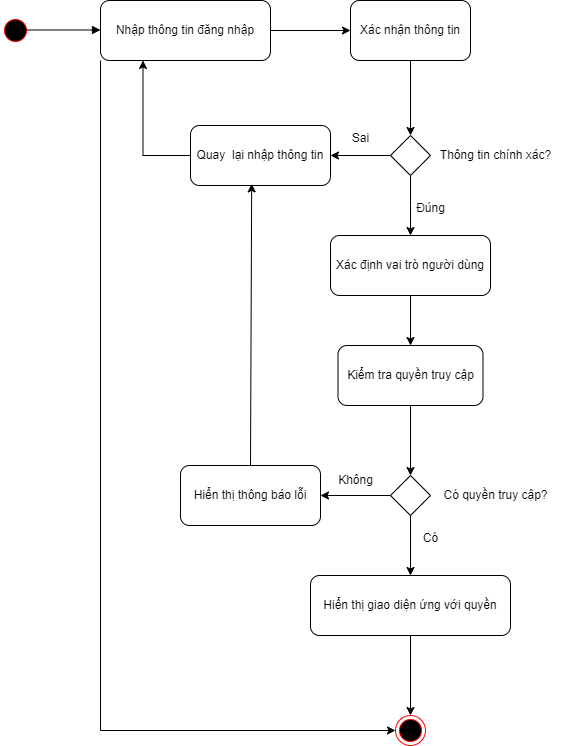 Nhập thông tin đăng nhập
Xác nhận thông tin
Sai
Quay lại nhập thông tin
Thông tin chính xác?
Đúng
Xác định vai trò người dùng
Kiểm tra quyền truy cập
Không
Hiển thị thông báo lỗi
Có quyền truy cập?
Có
Hiển thị giao diện ứng với quyền